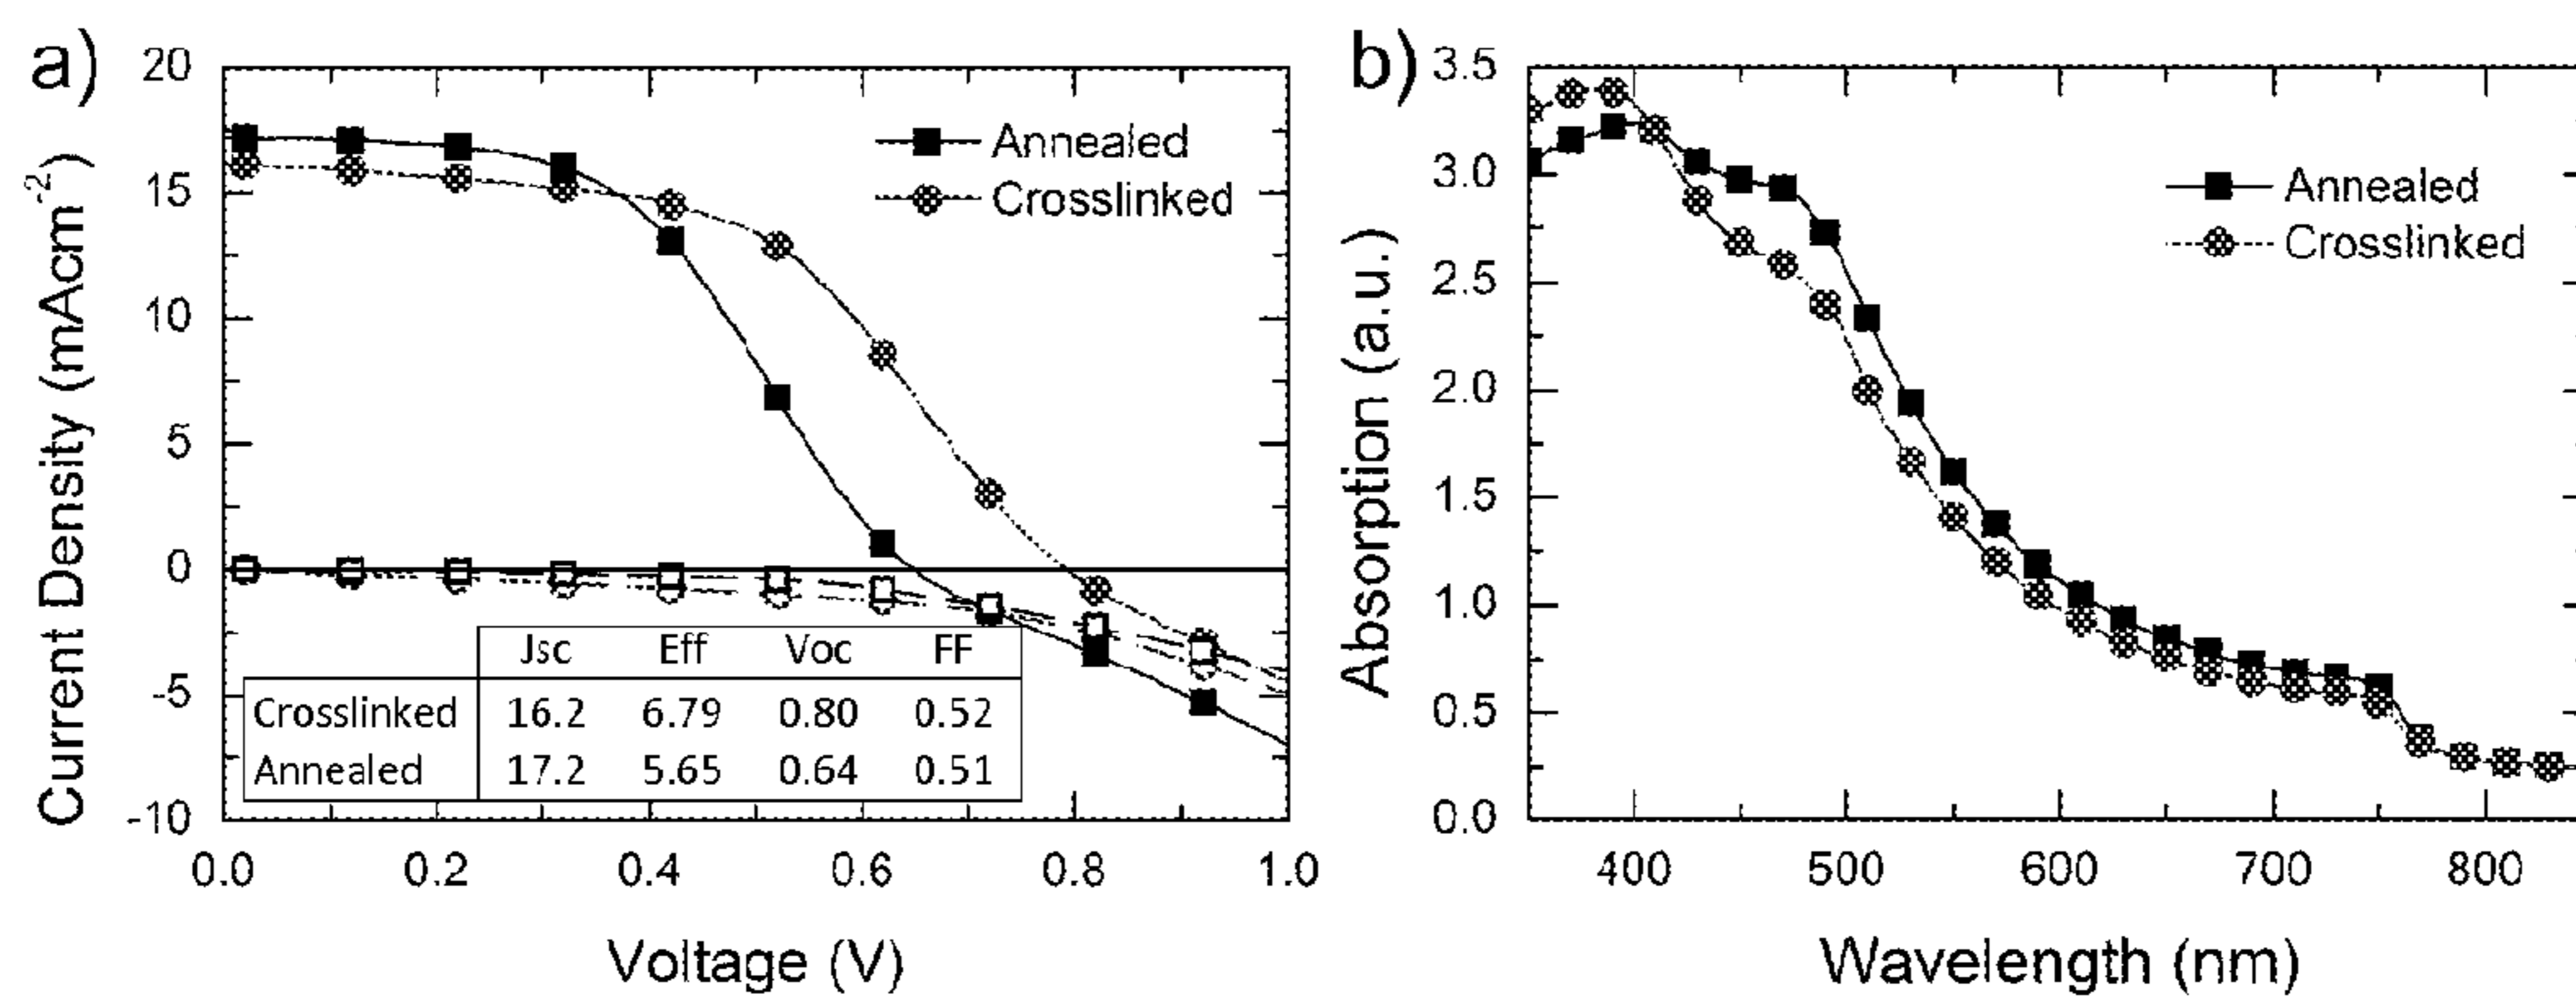 a)
20
15
10
5
0
-5
-10
Current Density (mAcm⁻²)
Annealed
Crosslinked
Jsc Eff Voc FF
Crosslinked 16.2 6.79 0.80 0.52
Annealed 17.2 5.65 0.64 0.51
0.0 0.2 0.4 0.6 0.8 1.0
Voltage (V)
b)
3.5
3.0
2.5
2.0
1.5
1.0
0.5
0.0
Absorption (a.u.)
Annealed
Crosslinked
400 500 600 700 800
Wavelength (nm)